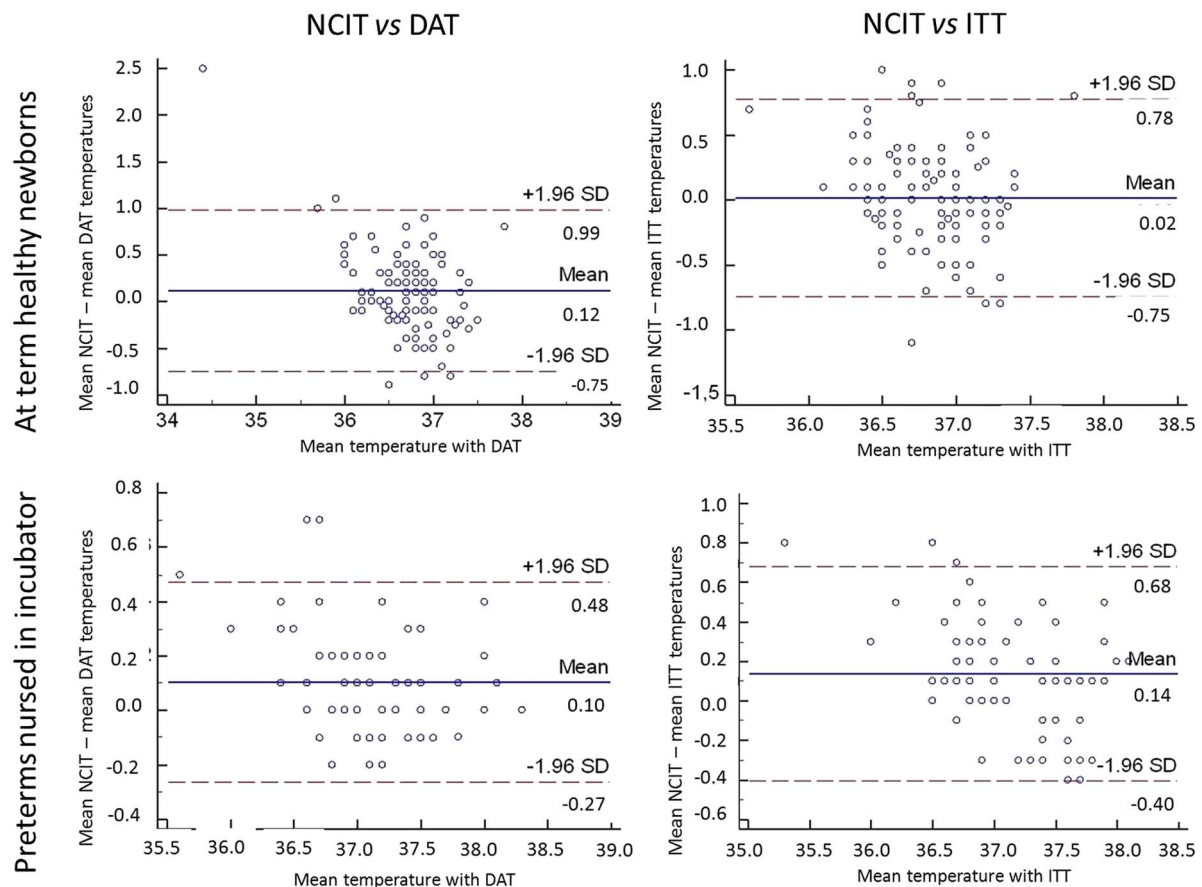 NCIT vs DAT
NCIT vs ITT
At term healthy newborns
Mean NCIT – mean DAT temperatures
2.5
2.0
1.5
1.0
0.5
0.0
-0.5
-1.0
+1.96 SD
0.99
Mean
0.12
-1.96 SD
-0.75
34 35 36 37 38 39
Mean temperature with DAT
Mean NCIT – mean ITT temperatures
1.0
0.5
0.0
-0.5
-1.0
-1,5
+1.96 SD
0.78
Mean
0.02
-1.96 SD
-0.75
35.5 36.0 36.5 37.0 37.5 38.0 38.5
Mean temperature with ITT
Preterms nursed in incubator
Mean NCIT – mean DAT temperatures
0.8
0.6
0.4
0.2
0.0
-0.2
-0.4
+1.96 SD
0.48
Mean
0.10
-1.96 SD
-0.27
35.5 36.0 36.5 37.0 37.5 38.0 38.5 39.0
Mean temperature with DAT
Mean NCIT – mean ITT temperatures
1.0
0.8
0.6
0.4
0.2
0.0
-0.2
-0.4
-0.6
+1.96 SD
0.68
Mean
0.14
-1.96 SD
-0.40
35.0 35.5 36.0 36.5 37.0 37.5 38.0 38.5
Mean temperature with ITT